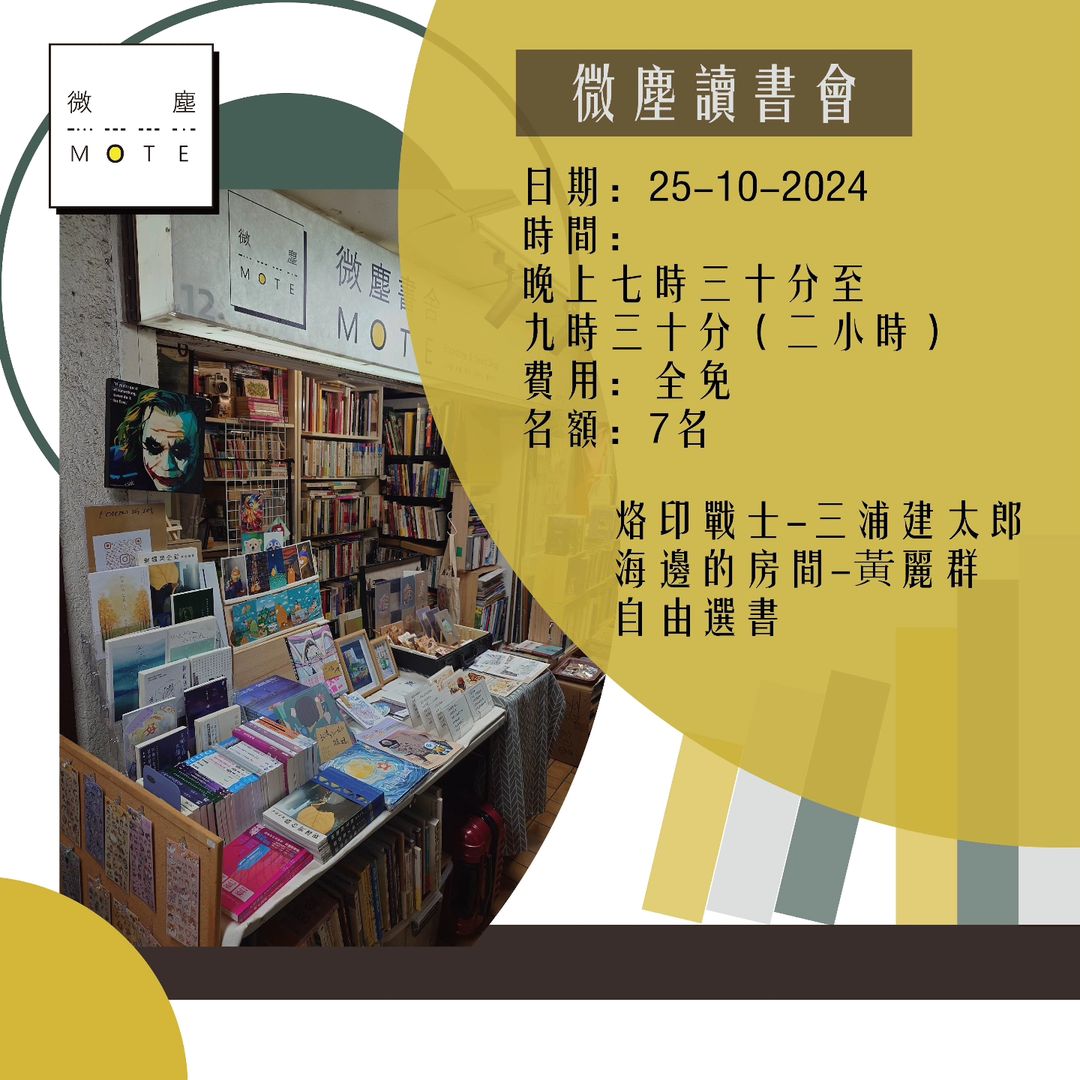 微塵
MOTE
微塵讀書會
日期: 25-10-2024
時間:
晚上七時三十分至
九時三十分(二小時)
費用: 全免
名額: 7名
烙印戰士-三浦建太郎
海邊的房間-黃麗群
自由選書
微塵
MOTE
微塵書舍
MOTE
12.